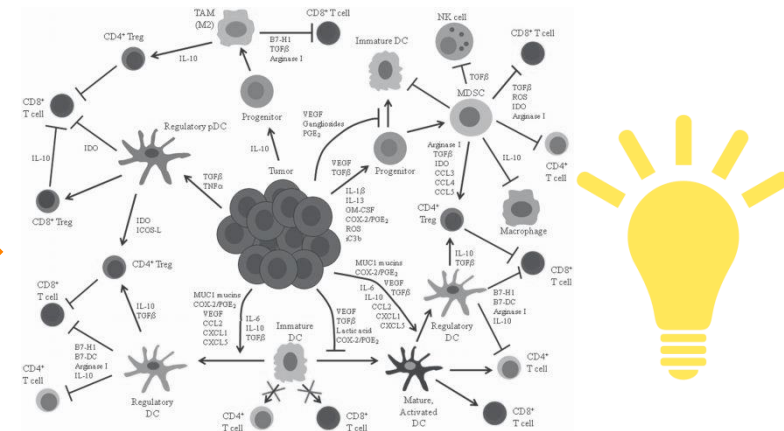 TAM
(M2)
CD8⁺ T cell
NK cell
CD8⁺
T cell
CD4⁺ Treg
B7-H1
TGFβ
Arginase I
IL-10
Immature DC
TGFβ
MDSC
TGFβ
ROS
IDO
Arginase I
CD8⁺
T cell
Progenitor
Regulatory pDC
VEGF
Gangliosides
PGE₂
IDO
IL-10
IL-10
Tumor
VEGF
TGFβ
Progenitor
Arginase I
TGFβ
IDO
CCL3
CCL4
CCL5
IL-10
CD4⁺
T cell
TGFβ
TNFα
IL-1β
IL-13
GM-CSF
COX-2/PGE₂
ROS
iC3b
CD8⁺ Treg
CD4⁺
Treg
Macrophage
IDO
ICOS-L
CD4⁺ Treg
MUC1 mucins
COX-2/PGE₂
IL-10
TGFβ
CD8⁺
T cell
CD8⁺
T cell
IL-10
TGFβ
MUC1 mucins
COX-2/PGE₂
VEGF
CCL2
CXCL1
CXCL5
IL-6
IL-10
TGFβ
Immature
DC
VEGF
TGFβ
Lactic acid
COX-2/PGE₂
IL-6
IL-10
CCL2
CXCL1
CXCL5
VEGF
TGFβ
Regulatory
DC
B7-H1
B7-DC
Arginase I
IL-10
B7-H1
B7-DC
Arginase I
IL-10
CD4⁺
T cell
Regulatory
DC
CD4⁺
T cell
CD8⁺
T cell
Mature,
Activated
DC
CD4⁺
T cell
CD8⁺
T cell